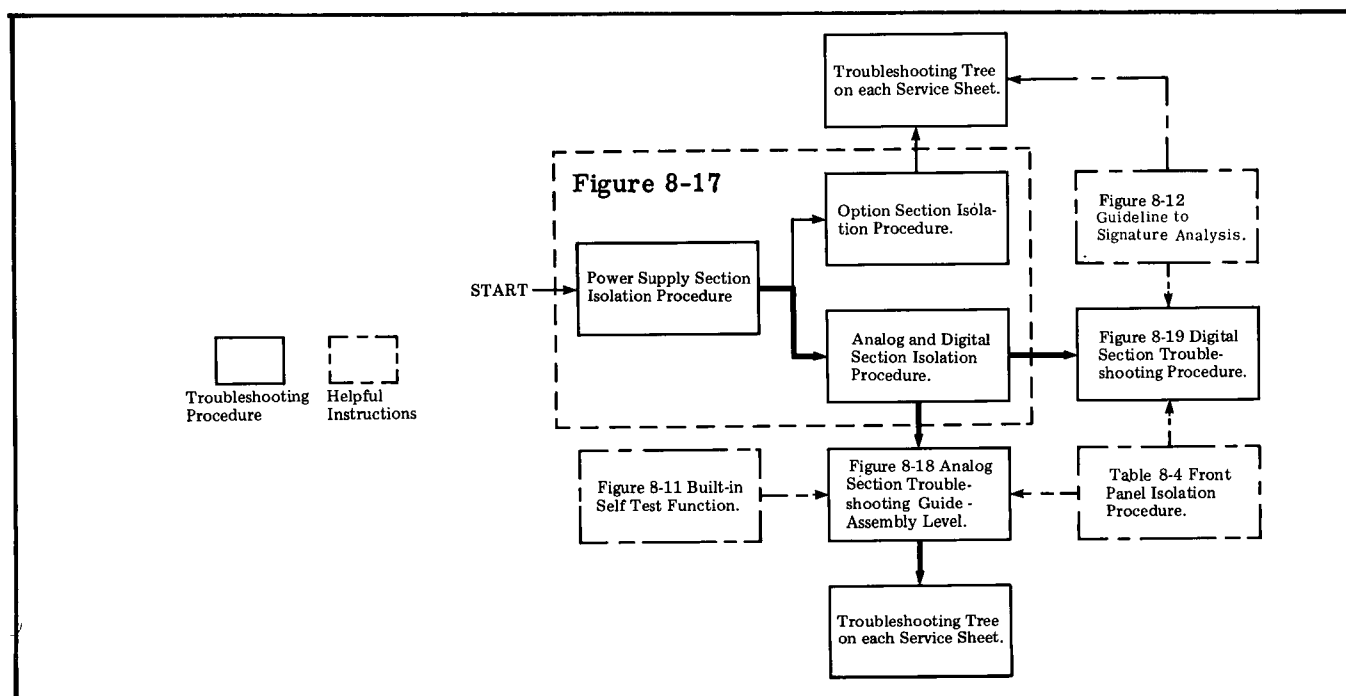 Troubleshooting Tree
on each Service Sheet.
Figure 8-17
Option Section Isola-
tion Procedure.
Figure 8-12
Guideline to
Signature Analysis.
START
Power Supply Section
Isolation Procedure
Analog and Digital
Section Isolation
Procedure.
Figure 8-19 Digital
Section Trouble-
shooting Procedure.
Troubleshooting
Procedure
Helpful
Instructions
Figure 8-11 Built-in
Self Test Function.
Figure 8-18 Analog
Section Trouble-
shooting Guide -
Assembly Level.
Table 8-4 Front
Panel Isolation
Procedure.
Troubleshooting Tree
on each Service Sheet.